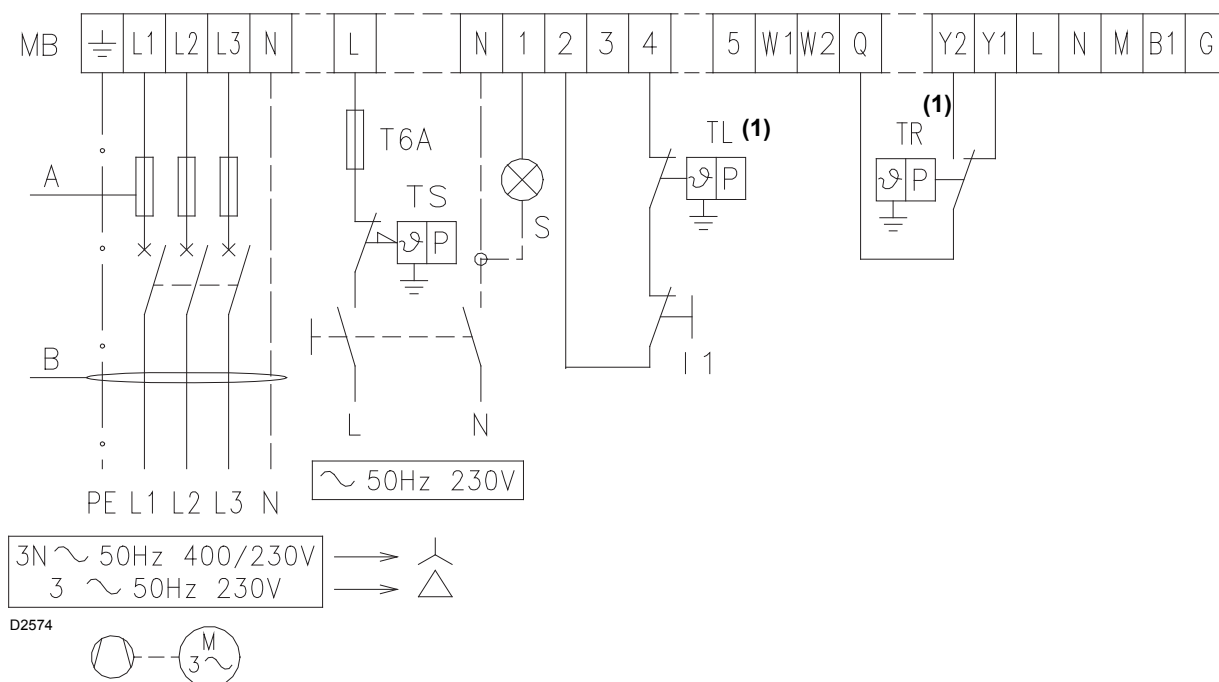 MB L1 L2 L3 N L N 1 2 3 4 5 W1 W2 Q Y2 Y1 L N M B1 G
(1)
T6A TL (1) TR
A ϑ P ϑ P
TS
S
ϑ P
B
I1
L N
~ 50Hz 230V
PE L1 L2 L3 N
3N ~ 50Hz 400/230V
3 ~ 50Hz 230V
D2574
M
3 ~